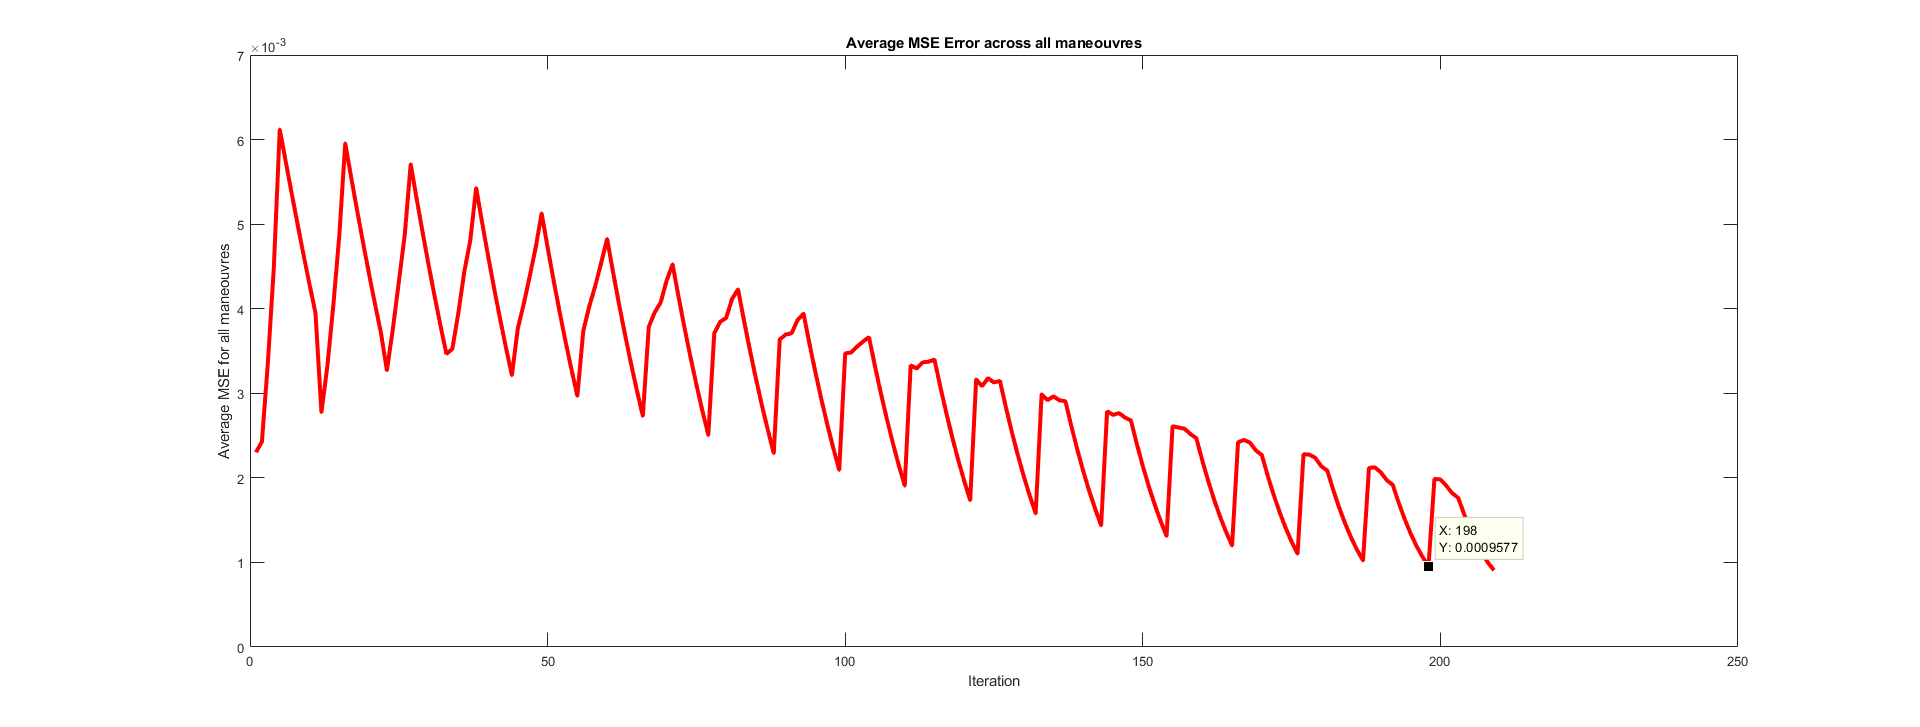 Average MSE Error across all maneouvres
×10-3
7
6
5
4
3
2
1
0
Average MSE for all maneouvres
X: 198
Y: 0.0009577
0 50 100 150 200 250
Iteration